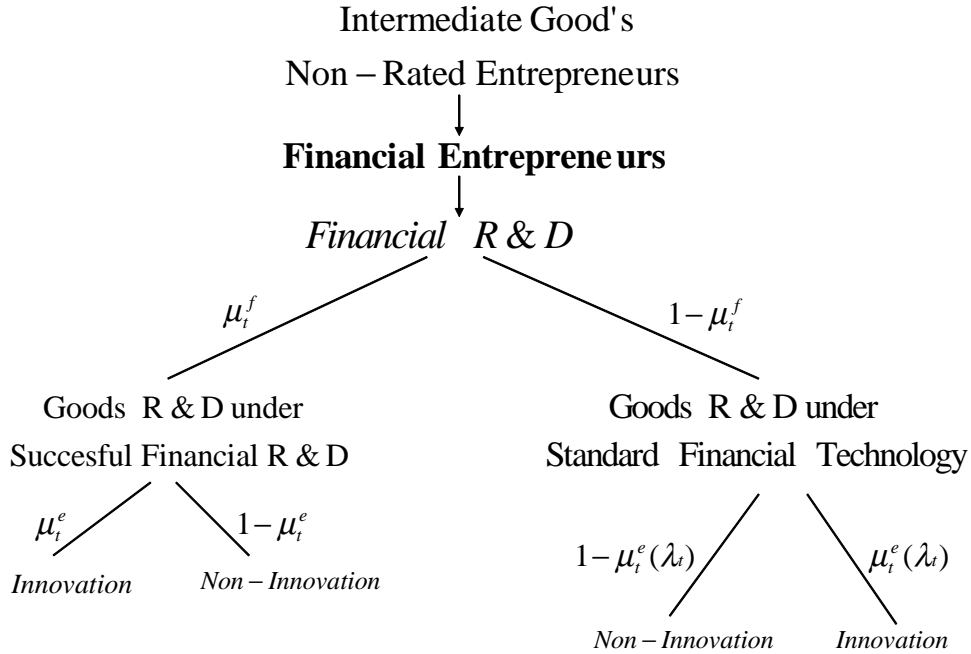 Intermediate Good's
Non – Rated Entrepreneurs
Financial Entrepreneurs
Financial R & D
μ_t^f
1 − μ_t^f
Goods R & D under
Succesful Financial R & D
Goods R & D under
Standard Financial Technology
μ_t^e
1 − μ_t^e
1 − μ_t^e(λ_t)
μ_t^e(λ_t)
Innovation
Non – Innovation
Non – Innovation
Innovation